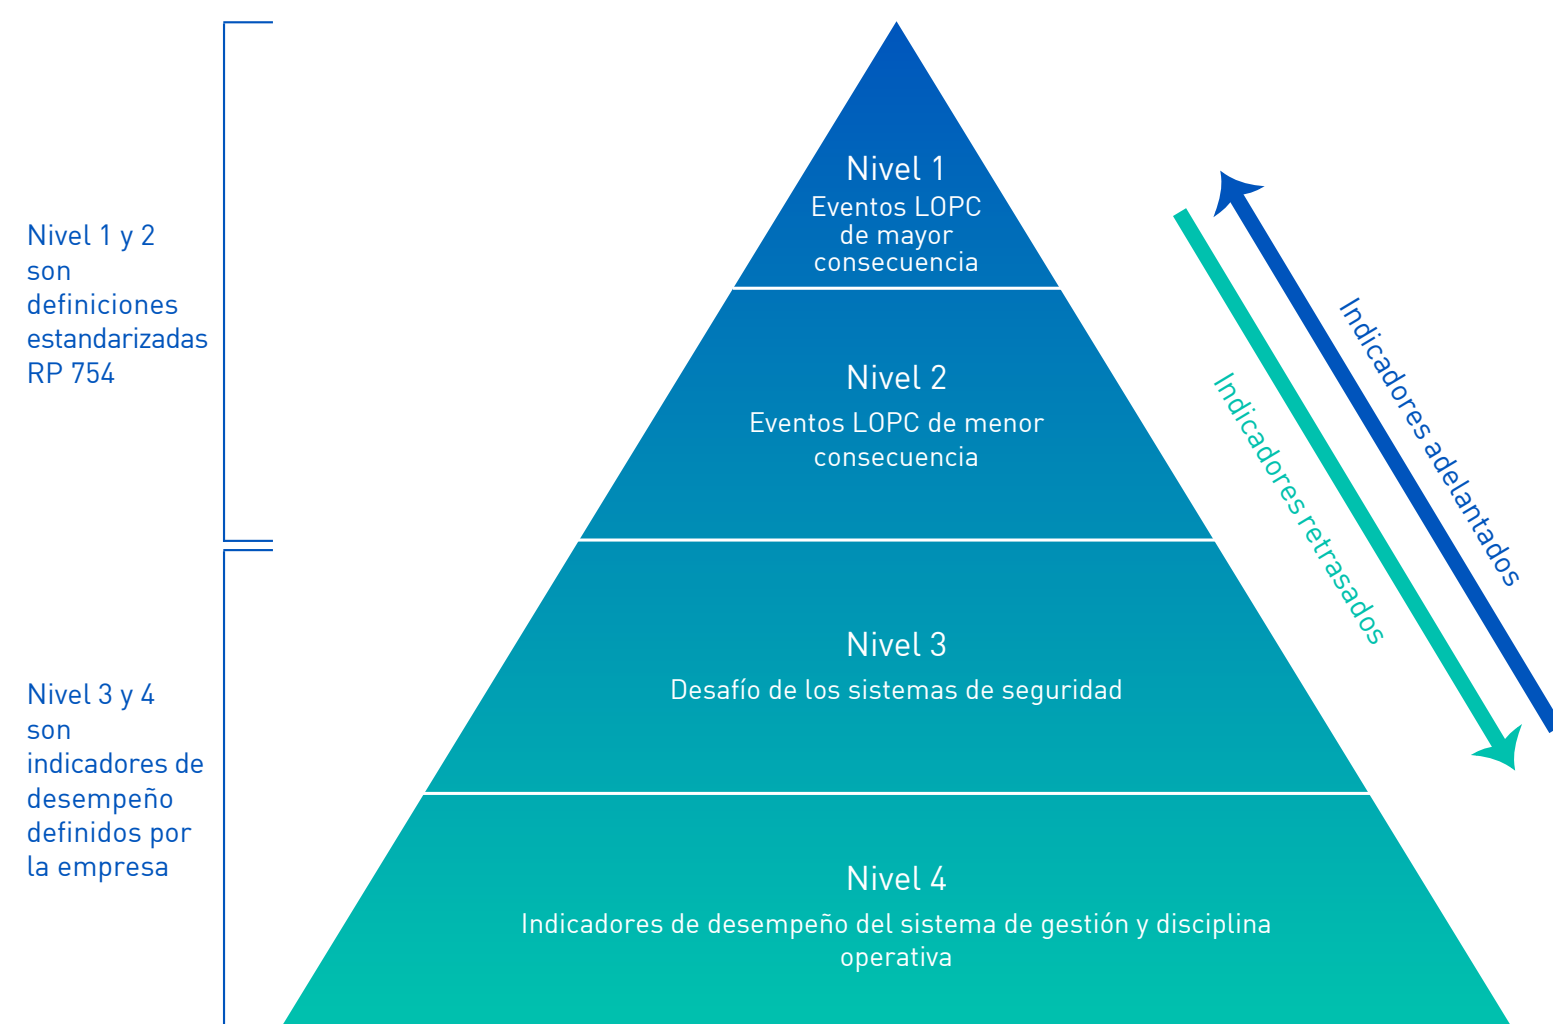 Nivel 1 y 2
son
definiciones
estandarizadas
RP 754
Nivel 3 y 4
son
indicadores de
desempeño
definidos por
la empresa
Nivel 1
Eventos LOPC
de mayor
consecuencia
Nivel 2
Eventos LOPC de menor
consecuencia
Nivel 3
Desafío de los sistemas de seguridad
Nivel 4
Indicadores de desempeño del sistema de gestión y disciplina
operativa
Indicadores retrasados
Indicadores adelantados